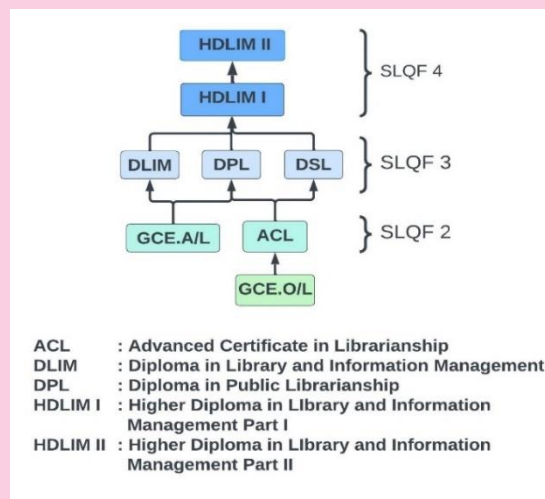 HDLIM II
SLQF 4
HDLIM I
DLIM DPL DSL SLQF 3
GCE.A/L ACL SLQF 2
GCE.O/L
ACL : Advanced Certificate in Librarianship
DLIM : Diploma in Library and Information Management
DPL : Diploma in Public Librarianship
HDLIM I : Higher Diploma in LIbrary and Information
Management Part I
HDLIM II : Higher Diploma in LIbrary and Information
Management Part II